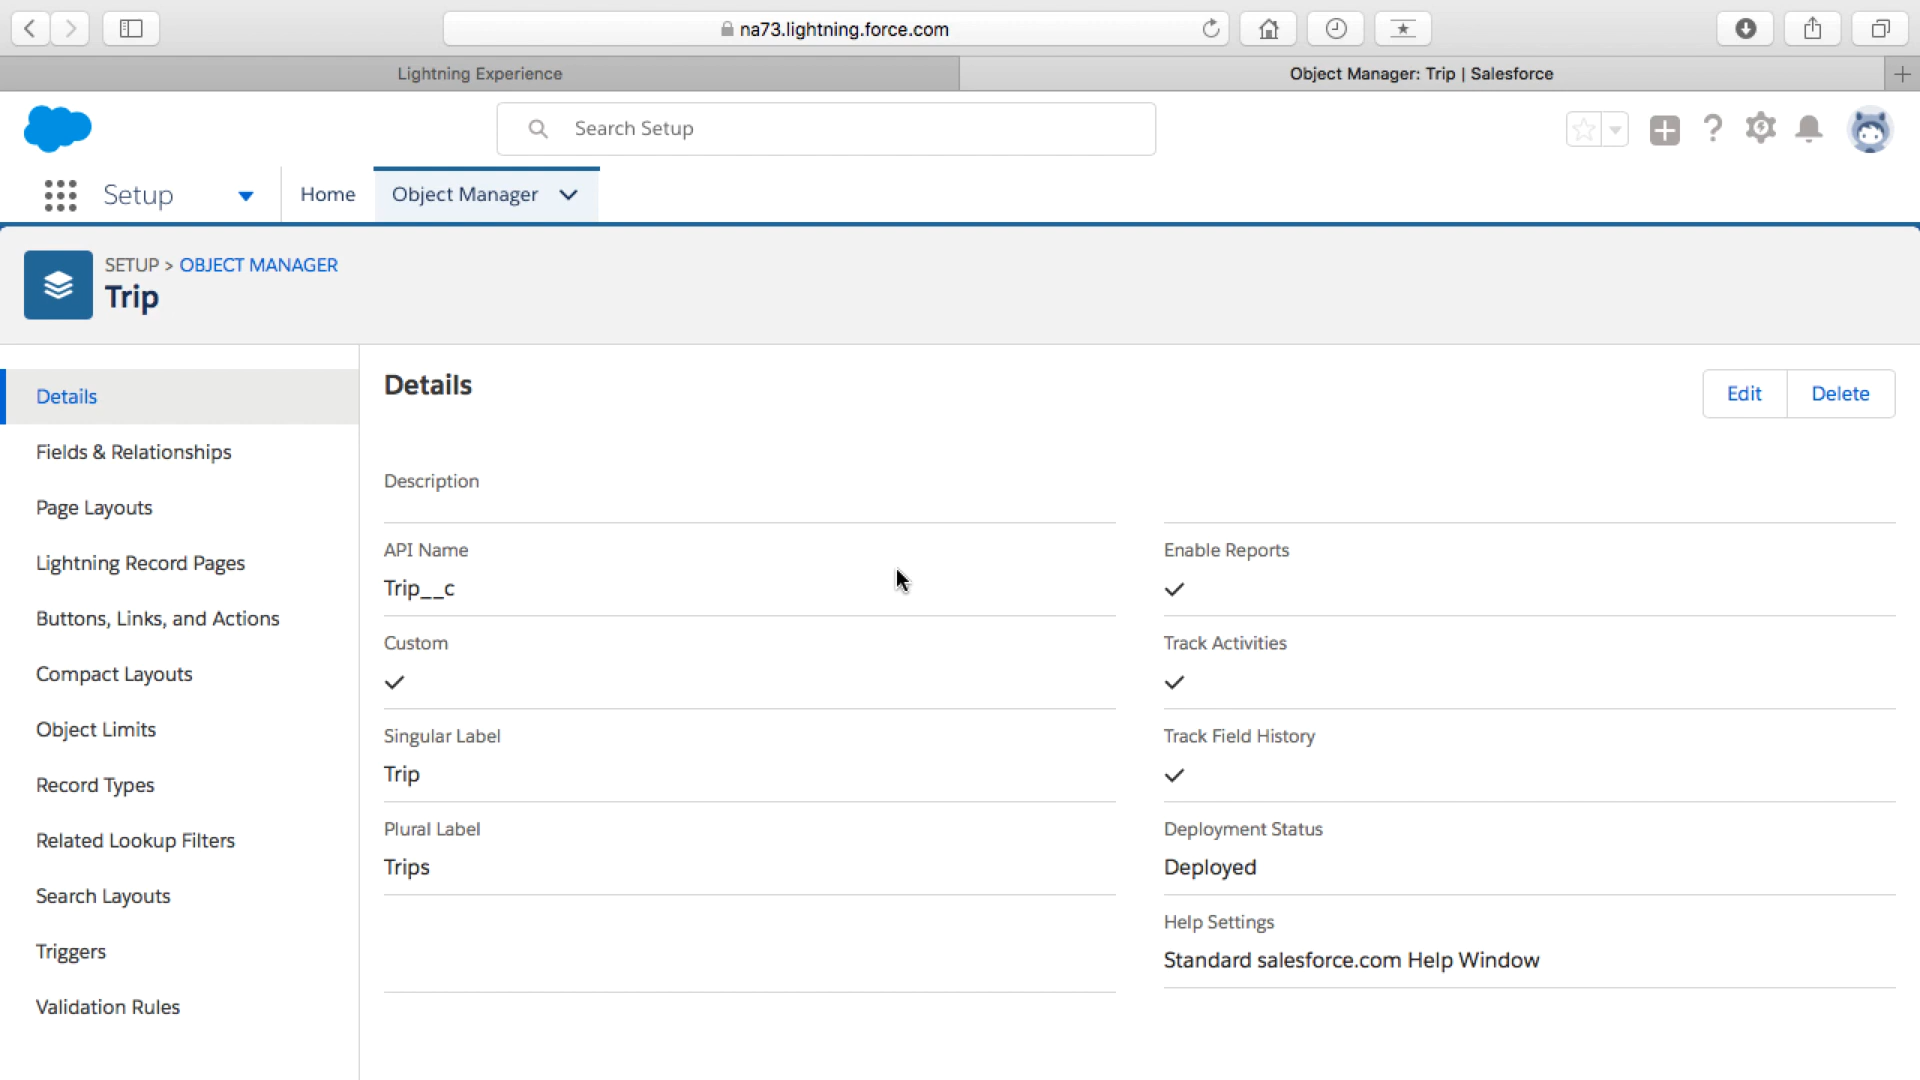 na73.lightning.force.com
Lightning Experience
Object Manager: Trip | Salesforce
Search Setup
Setup
Home
Object Manager
SETUP > OBJECT MANAGER
Trip
Details
Fields & Relationships
Page Layouts
Lightning Record Pages
Buttons, Links, and Actions
Compact Layouts
Object Limits
Record Types
Related Lookup Filters
Search Layouts
Triggers
Validation Rules
Details
Edit
Delete
Description
API Name
Trip__c
Custom
Singular Label
Trip
Plural Label
Trips
Enable Reports
Track Activities
Track Field History
Deployment Status
Deployed
Help Settings
Standard salesforce.com Help Window